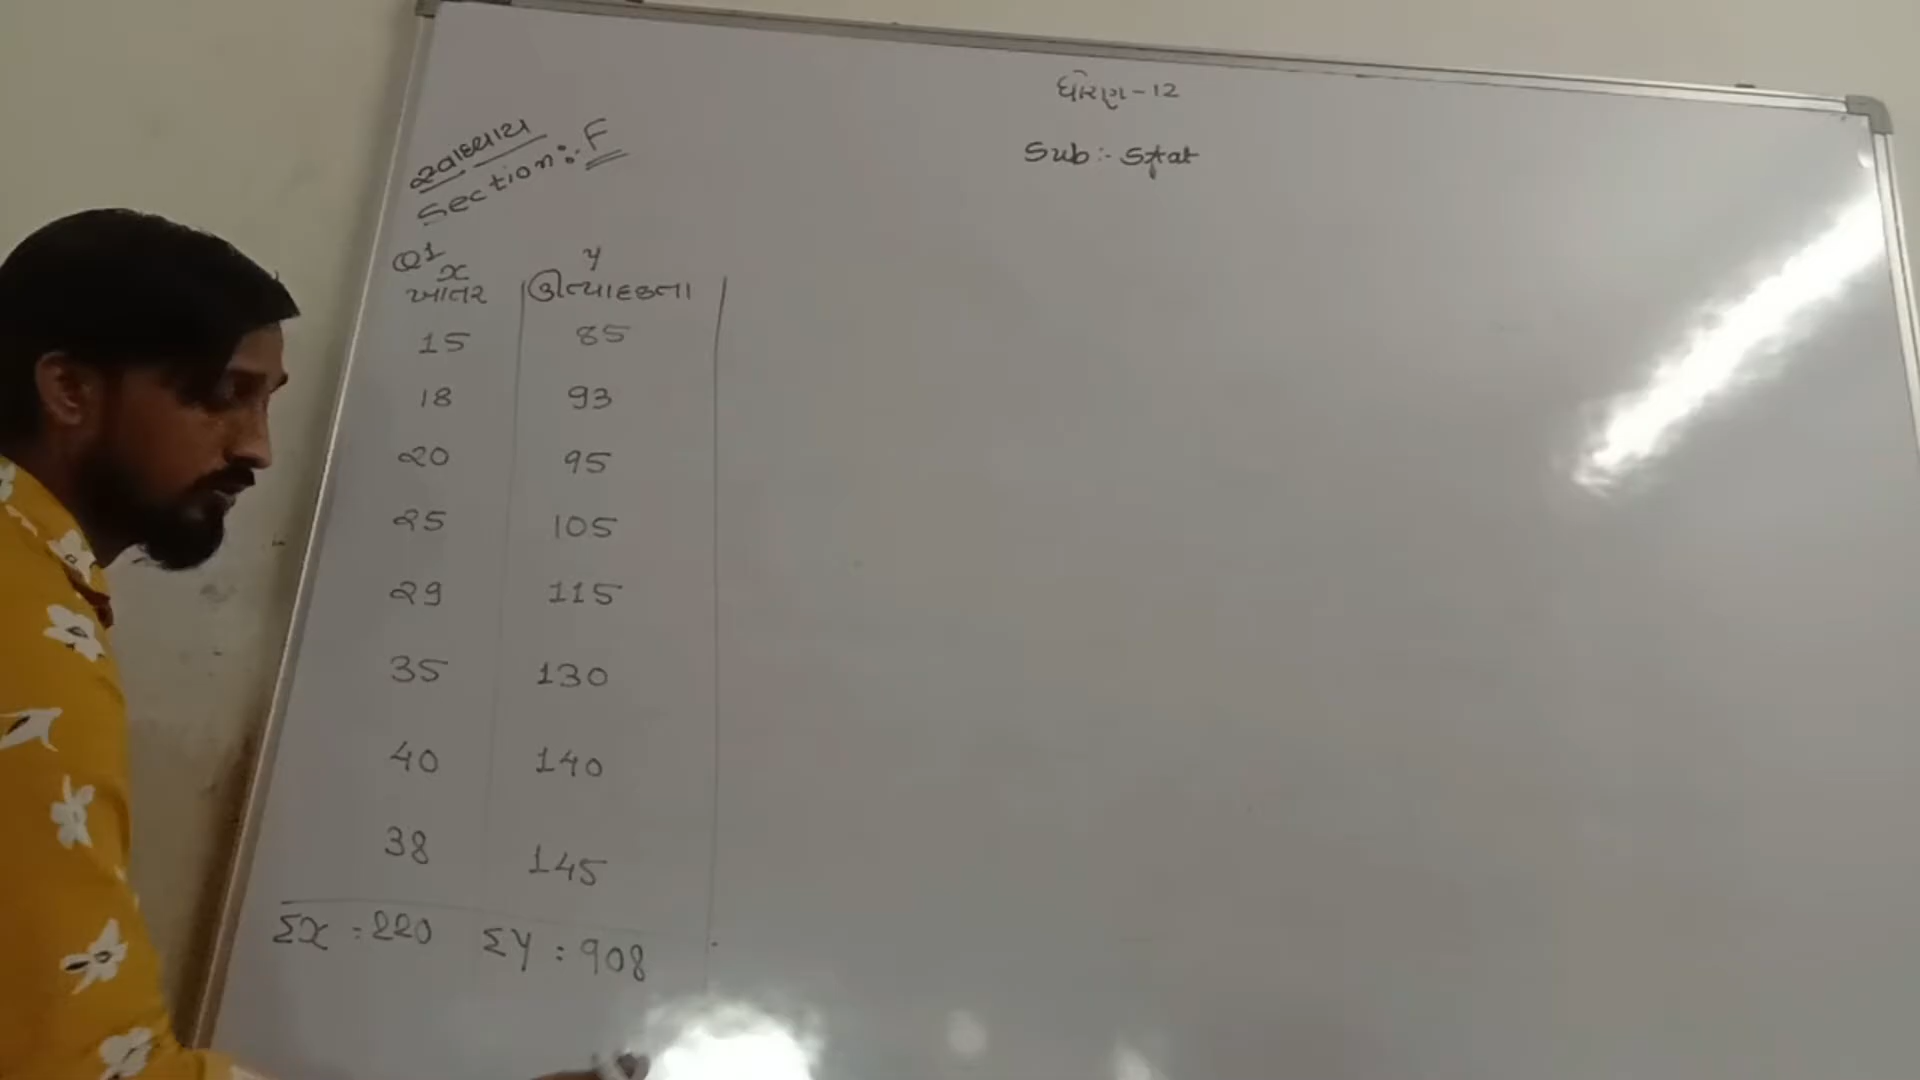 ધોરણ-12
Sub:- Stat
સ્વાધ્યાય
Section:- F
Q1
x y
ખાતર ઊત્પાદકતા
15 85
18 93
20 95
25 105
29 115
35 130
40 140
38 145
Σx = 220 Σy = 908